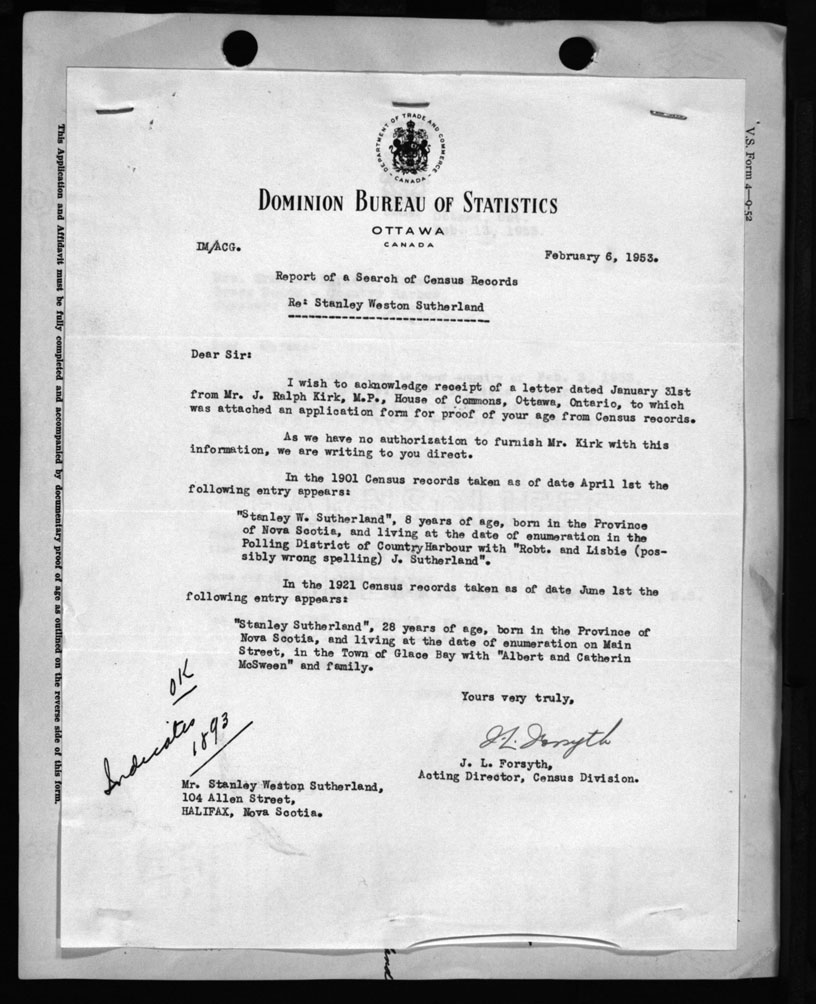 DEPARTMENT OF TRADE AND COMMERCE
CANADA
DOMINION BUREAU OF STATISTICS
OTTAWA
CANADA
IM/ACG.
February 6, 1953.
Report of a Search of Census Records
Re: Stanley Weston Sutherland
Dear Sir:
I wish to acknowledge receipt of a letter dated January 31st
from Mr. J. Ralph Kirk, M.P., House of Commons, Ottawa, Ontario, to which
was attached an application form for proof of your age from Census records.
As we have no authorization to furnish Mr. Kirk with this
information, we are writing to you direct.
In the 1901 Census records taken as of date April 1st the
following entry appears:
"Stanley W. Sutherland", 8 years of age, born in the Province
of Nova Scotia, and living at the date of enumeration in the
Polling District of Country Harbour with "Robt. and Lisbie (pos-
sibly wrong spelling) J. Sutherland".
In the 1921 Census records taken as of date June 1st the
following entry appears:
"Stanley Sutherland", 28 years of age, born in the Province of
Nova Scotia, and living at the date of enumeration on Main
Street, in the Town of Glace Bay with "Albert and Catherin
McSween" and family.
Yours very truly,
J.L. Forsyth
J. L. Forsyth,
Acting Director, Census Division.
OK
Indicates
1893
Mr. Stanley Weston Sutherland,
104 Allen Street,
HALIFAX, Nova Scotia.
This Application and Affidavit must be fully completed and accompanied by documentary proof of age as outlined on the reverse side of this form.
V.S. Form 4—9-52